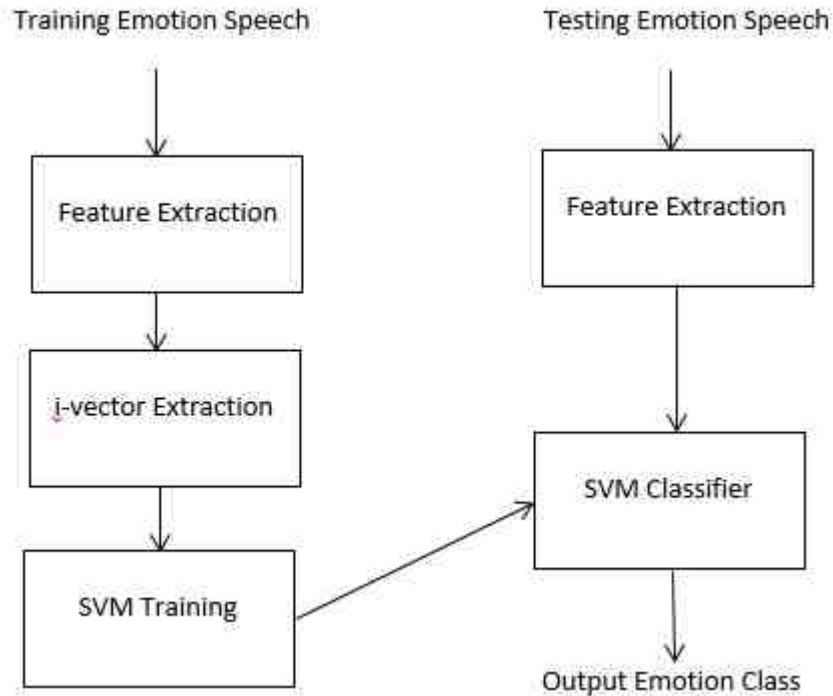 Training Emotion Speech
Testing Emotion Speech
Feature Extraction
Feature Extraction
i-vector Extraction
SVM Classifier
SVM Training
Output Emotion Class